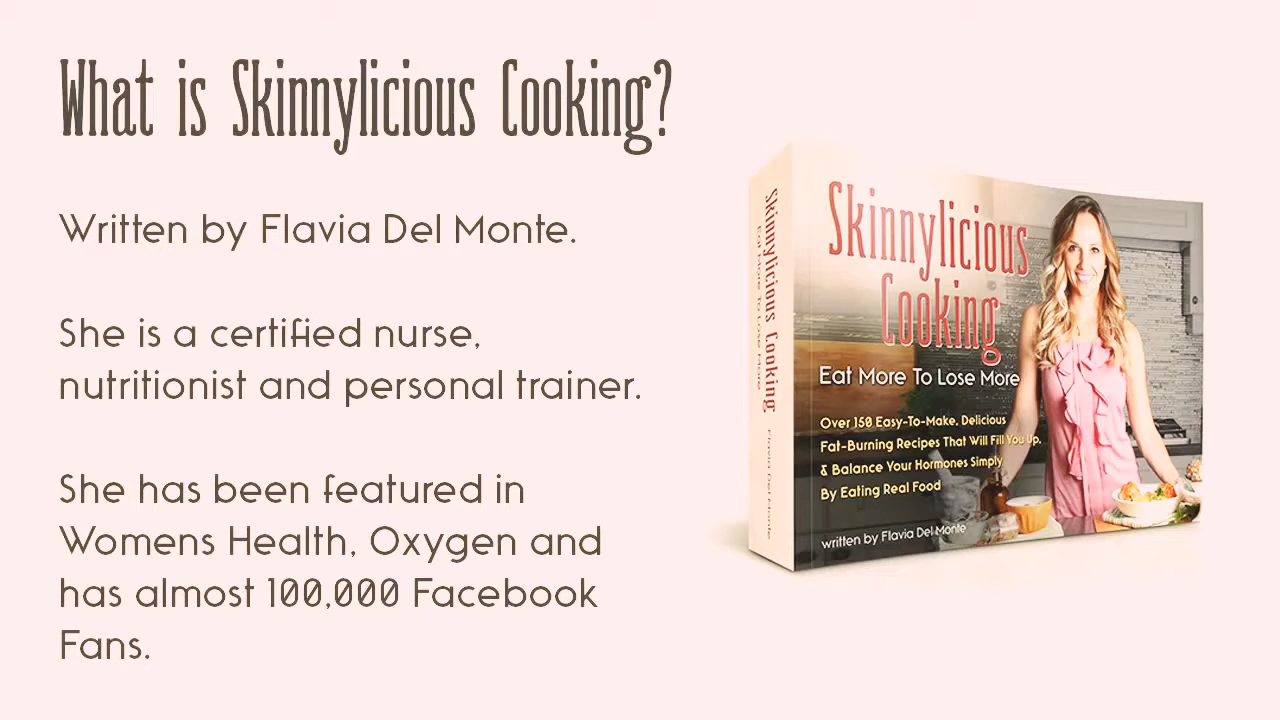 What is Skinnylicious Cooking?
Written by Flavia Del Monte.
She is a certified nurse,
nutritionist and personal trainer.
She has been featured in
Womens Health, Oxygen and
has almost 100,000 Facebook
Fans.
Skinnylicious Cooking
Eat More To Lose More
Flavia Del Monte
Skinnylicious
Cooking
Eat More To Lose More
Over 150 Easy-To-Make, Delicious
Fat-Burning Recipes That Will Fill You Up,
& Balance Your Hormones Simply
By Eating Real Food
written by Flavia Del Monte